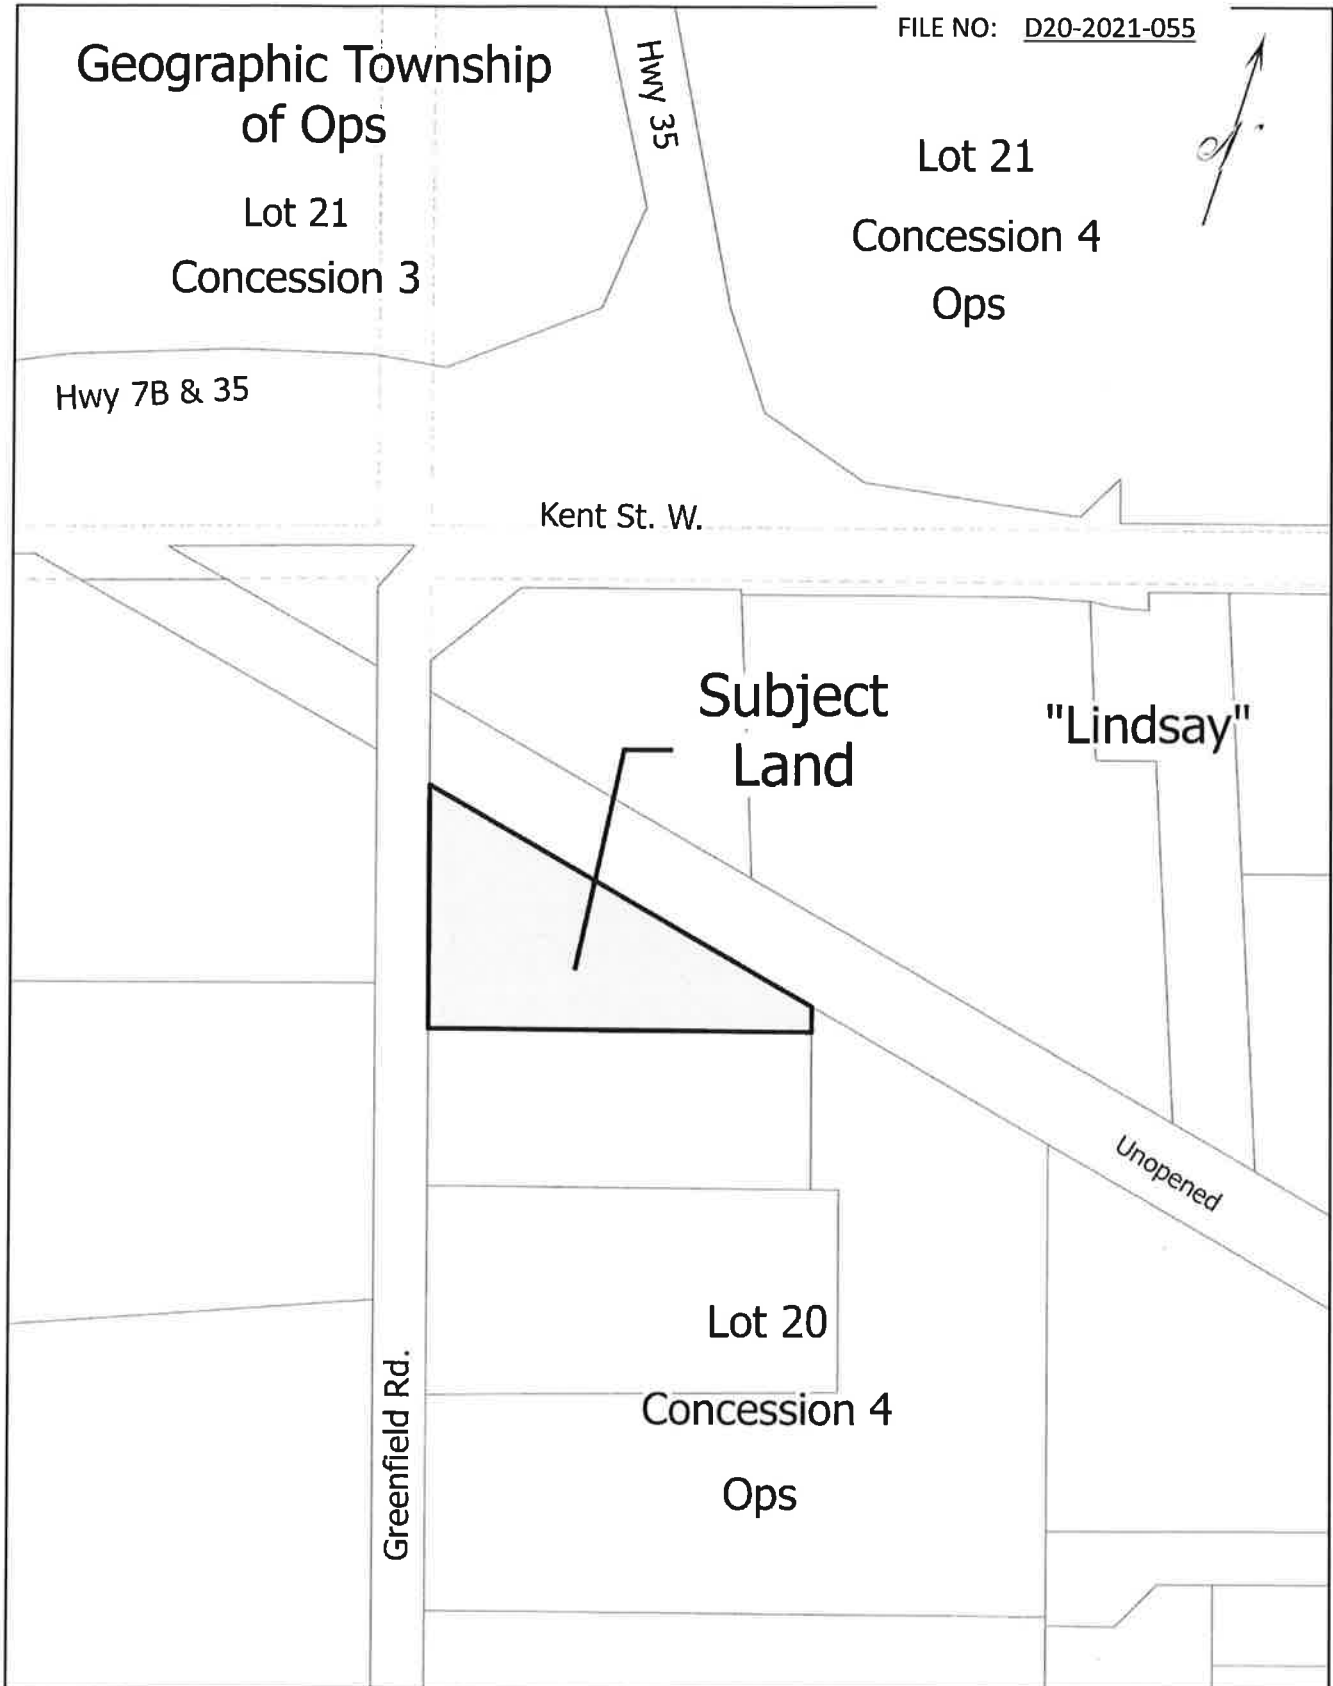 FILE NO: D20-2021-055
Geographic Township
of Ops
Lot 21
Concession 3
Hwy 35
Lot 21
Concession 4
Ops
Hwy 7B & 35
Kent St. W.
Subject
Land
"Lindsay"
Unopened
Lot 20
Concession 4
Ops
Greenfield Rd.